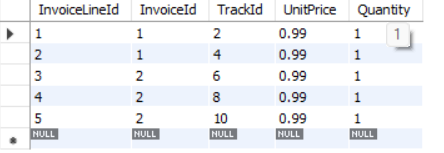 InvoiceLineId InvoiceId TrackId UnitPrice Quantity
1 1 2 0.99 1 1
2 1 4 0.99 1
3 2 6 0.99 1
4 2 8 0.99 1
5 2 10 0.99 1
NULL NULL NULL NULL NULL